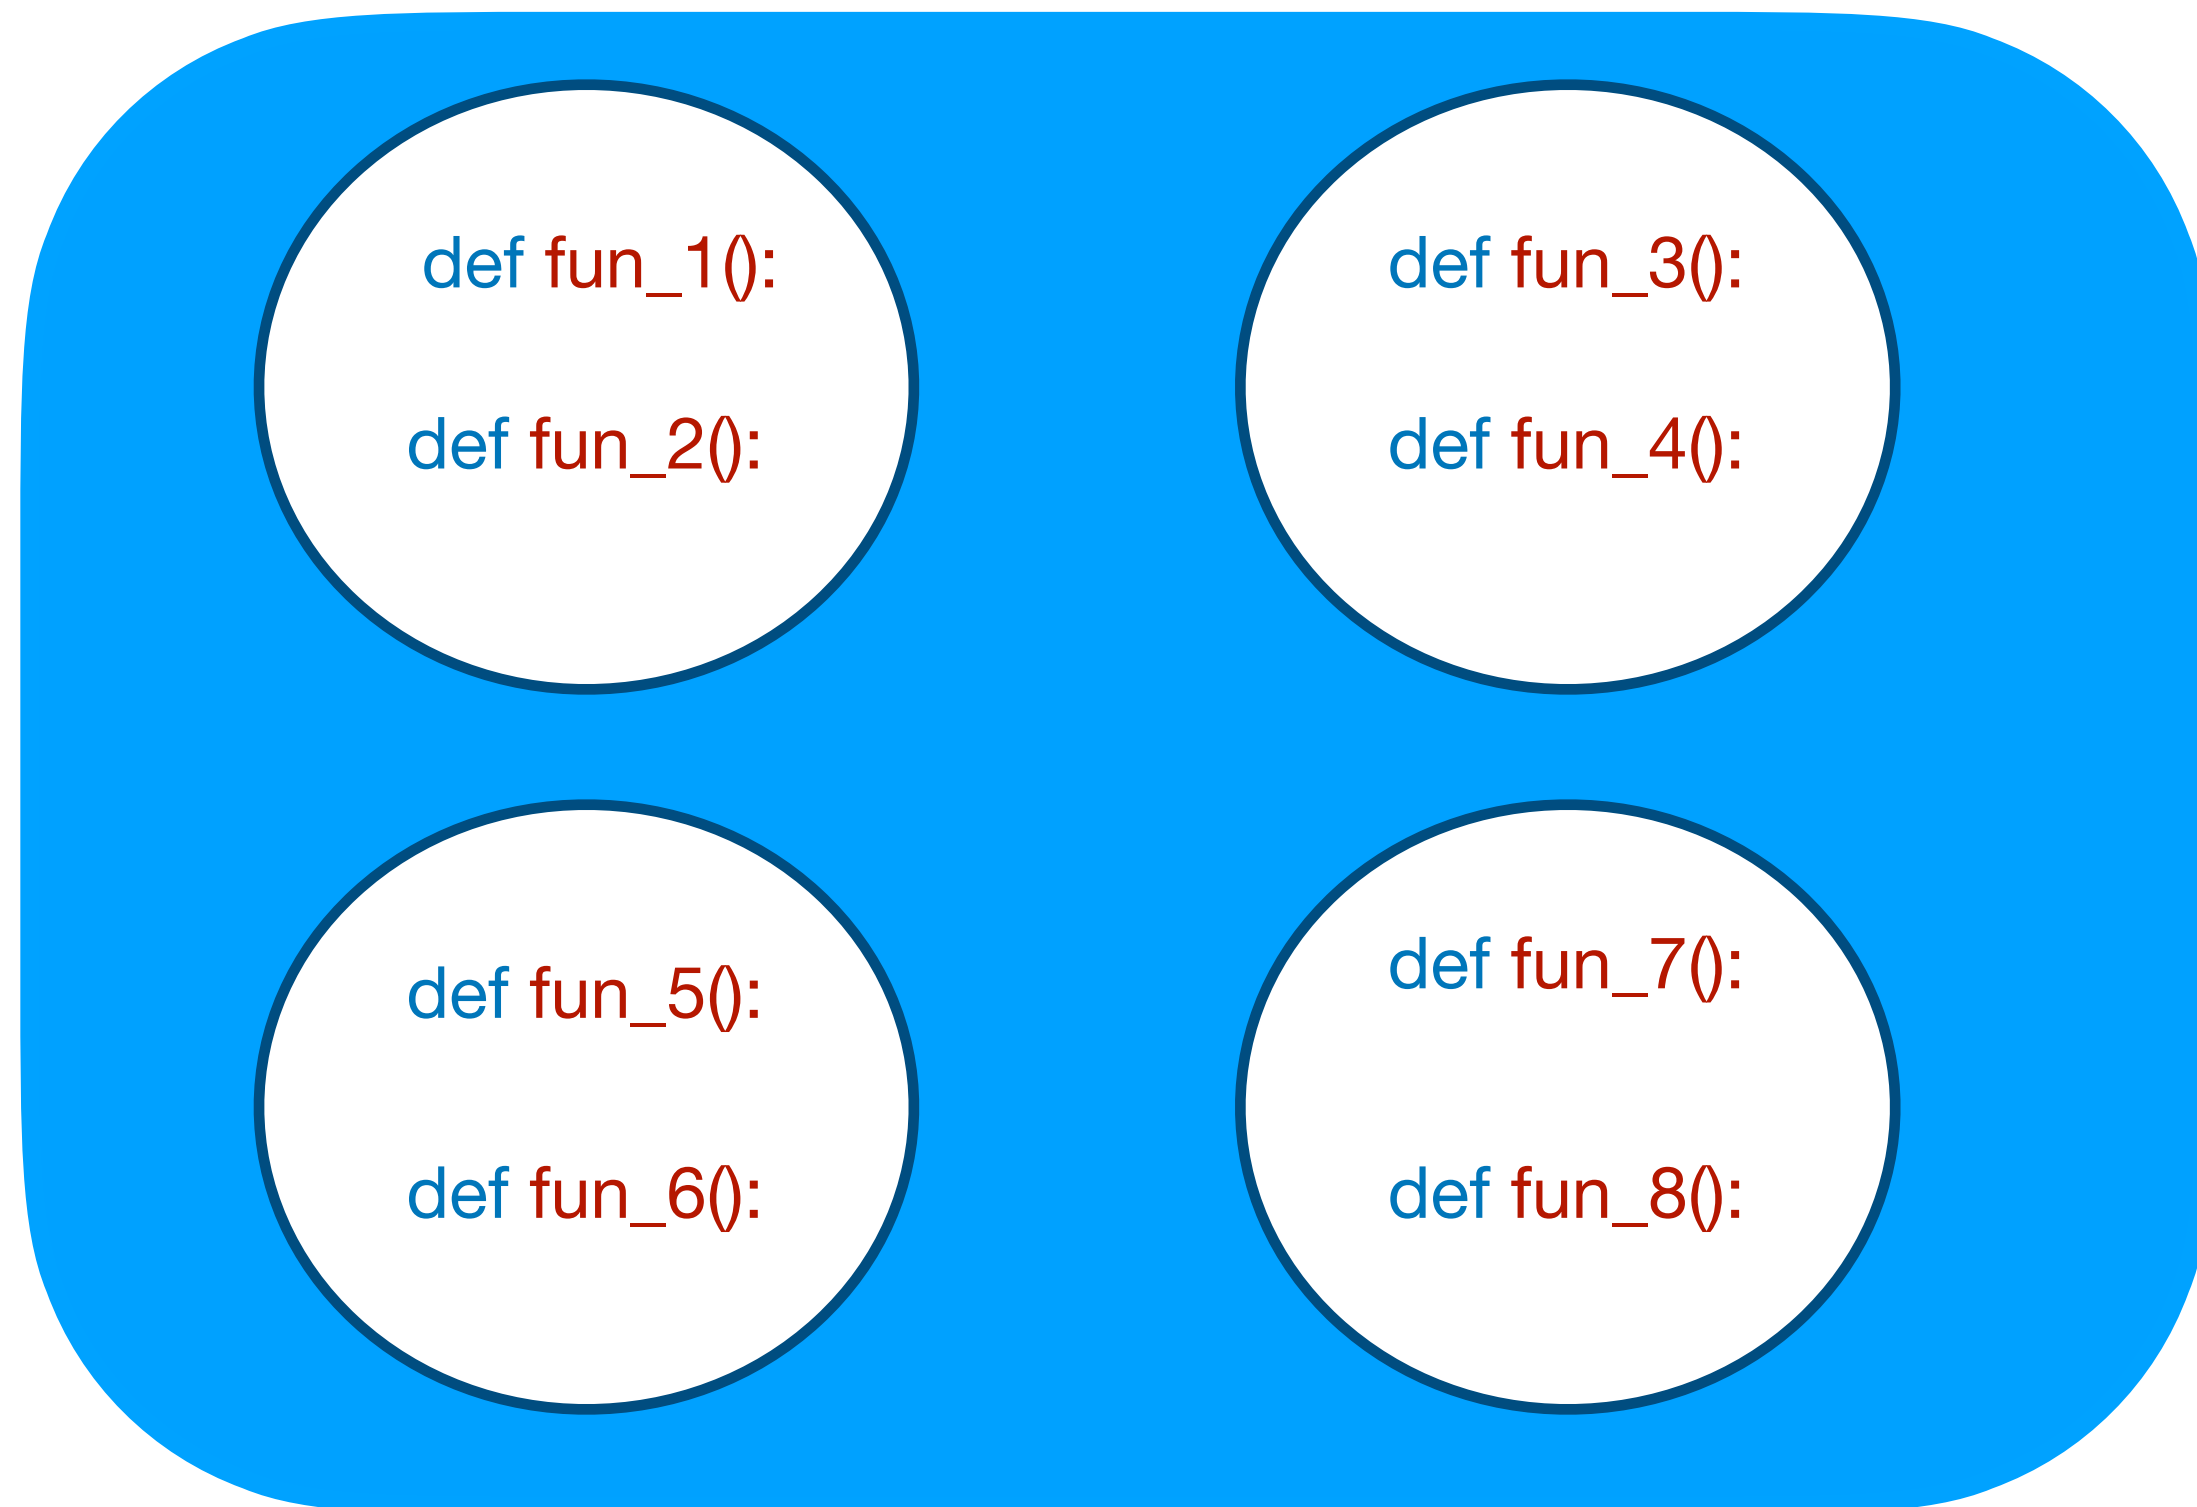 def fun_1():
def fun_2():
def fun_3():
def fun_4():
def fun_5():
def fun_6():
def fun_7():
def fun_8():